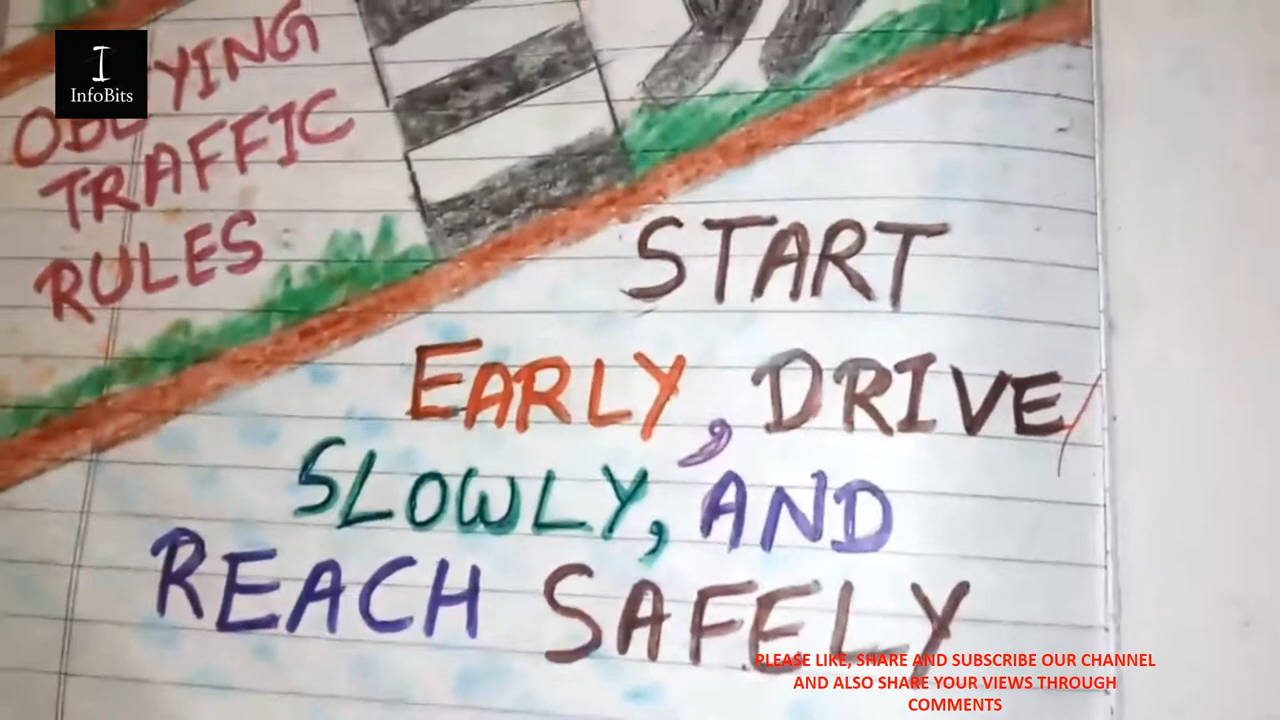 I
InfoBits
OBEYING
TRAFFIC
RULES
START
EARLY, DRIVE
SLOWLY, AND
REACH SAFELY
PLEASE LIKE, SHARE AND SUBSCRIBE OUR CHANNEL
AND ALSO SHARE YOUR VIEWS THROUGH
COMMENTS